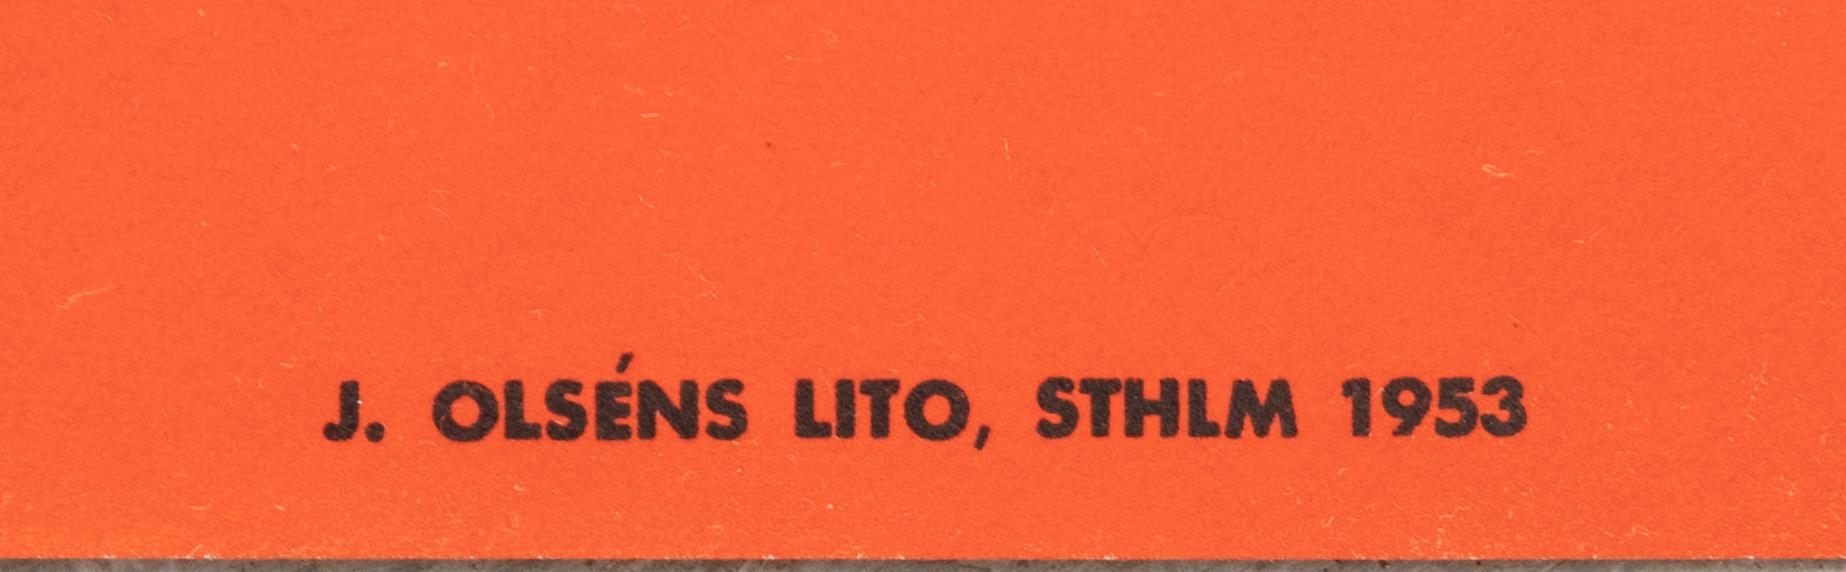 J. OLSÉNS LITO, STHLM 1953